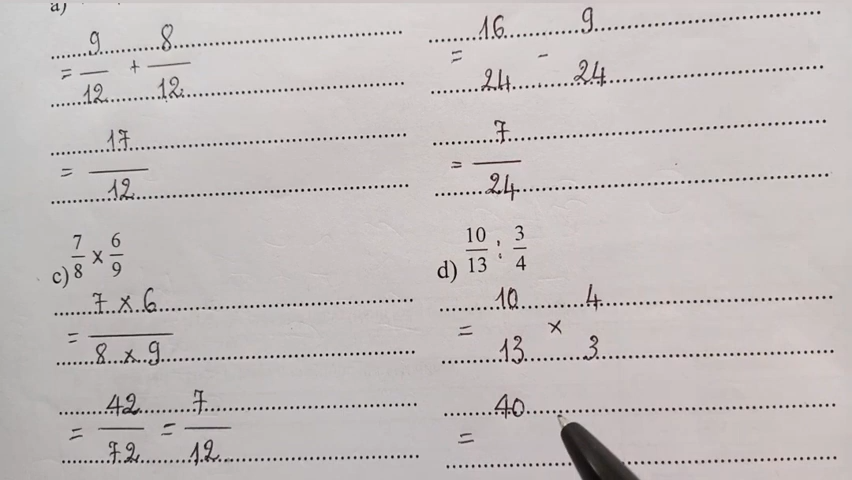 a)
9 8
= — + —
12 12
17
= —
12
16 9
= -
24 24
7
= —
24
c) 7/8 x 6/9
7 x 6
= —
8 x 9
42 7
= — = —
72 12
d) 10/13 : 3/4
10 4
= x
13 3
40
=